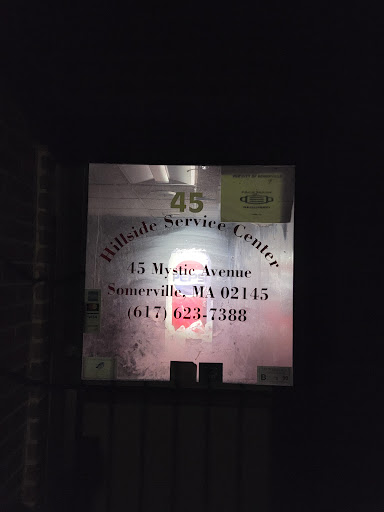 45
Hillside Service Center
45 Mystic Avenue
Somerville, MA 02145
(617) 623-7388